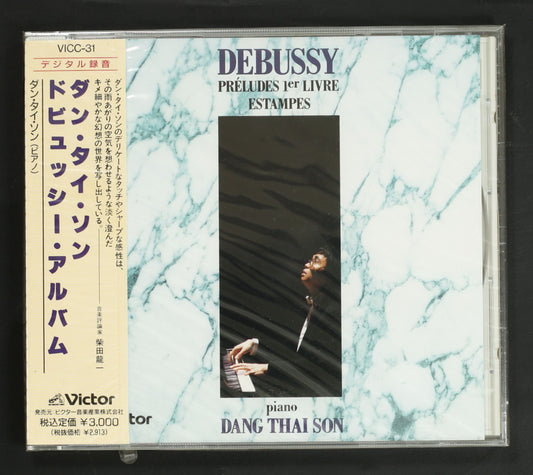 VICC-31
デジタル録音
ダン・タイ・ソン
ドビュッシー・アルバム
ダン・タイ・ソン(ピアノ)
ダン・タイ・ソンのデリケートなタッチやシャープな感性は、
その雨あがりの空気を想わせるような淡く澄んだ
キメ細やかな幻想の世界を写し出している。
音楽評論家 柴田龍一
Victor
発売元 ビクター音楽産業株式会社
税込定価 ¥3,000
(税抜価格 ¥2,913)
DEBUSSY
PRÉLUDES 1er LIVRE
ESTAMPES
piano
DANG THAI SON
tor